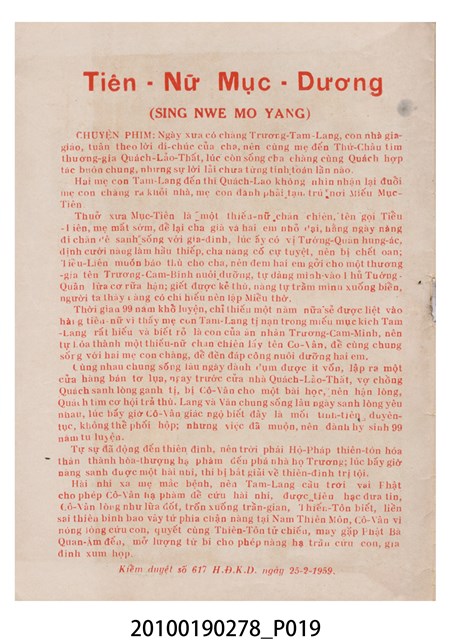 Tiên - Nữ Mục - Dương
(SING NWE MO YANG)
CHUYỆN PHIM: Ngày xưa có chàng Trương-Tam-Lang, con nhà gia-
giáo, tuân theo lời di-chúc của cha, nên cùng mẹ đến Thứ-Châu tìm
thương-gia Quách-Lão-Thất, lúc còn sống cha chàng cùng Quách hợp
tác buôn chung, nhưng sự lời lãi chưa từng tính toán lần nào.
Hai mẹ con Tam-Lang đến thì Quách-Lao không nhìn nhận lại đuổi
mẹ con chàng ra khỏi nhà, mẹ con đành phải tạm trú nơi Miếu Mục-
Tiên.
Thuở xưa Mục-Tiên là một thiếu-nữ chăn chiên, tên gọi Tiểu
Liên, mẹ mất sớm, để lại cha già và hai em nhỏ dại, hàng ngày nàng
đi chăn dê sanh sống với gia-đình, lúc ấy có vị Tướng-Quân hung-ác,
định cưới nàng làm hầu thiếp, cha nàng cố cự tuyệt, nên bị chết oan;
Tiểu-Liên muốn báo thù cho cha, nên đem hai em gởi cho một thương-
gia tên Trương-Cam-Bình nuôi dưỡng, tự dâng mình vào Phủ Tướng-
Quân lừa cơ rửa hận; giết được kẻ thù, nàng tự trầm mình xuống biển,
người ta thấy nàng có chí hiếu nên lập Miếu thờ.
Thời gian 99 năm khổ luyện, chỉ thiếu một năm nữa sẽ được liệt vào
hàng tiên-nữ vì thấy mẹ con Tam-Lang tị nạn trong miếu mục kích Tam-
Lang rất hiếu và biết rõ là con của ân nhân Trương-Cam-Minh, nên
tự hóa thành một thiếu-nữ chăn chiên lấy tên Cô-Vân, để cùng chung
sống với hai mẹ con chàng, để đền đáp công nuôi dưỡng hai em.
Cùng nhau chung sống lâu ngày dành dụm được ít vốn, lập ra một
cửa hàng bán tơ lụa, ngay trước cửa nhà Quách-Lão-Thất, vợ chồng
Quách sanh lòng ganh tị, bị Cô-Vân cho một bài học, nên hận lòng,
Quách tìm cơ hội trả thù. Lang và Vân chung sống lâu ngày sanh lòng yêu
nhau, lúc bấy giờ Cô-Vân giác ngộ biết đây là mối tình-tiên duyên-
tục, không thể phối hợp; nhưng việc đã muộn, nên đành hy sinh 99
năm tu luyện.
Tự sự đã động đến thiên đình, nên trời phái Hộ-Pháp thiên-tôn hóa
thân thành hòa-thượng hạ phàm đến phá nhà họ Trương; lúc bấy giờ
nàng sanh được một hài nhi, thì bị bắt giải về thiên-đình trị tội.
Hài nhi xa mẹ mắc bệnh, nên Tam-Lang cầu trời vái Phật
cho phép Cô-Vân hạ phàm để cứu hài nhi, được tiên hạc đưa tin,
Cô-Vân lòng như lửa đốt, trốn xuống trần-gian, Thiên-Tôn biết, liền
sai thiên binh bao vây tứ phía chận nàng tại Nam Thiên Môn, Cô-Vân vì
nóng lòng cứu con, quyết cùng Thiên-Tôn tử chiến, may gặp Phật Bà
Quan-Âm đến, mở lượng từ bi cho phép nàng hạ trần cứu con, gia
đình xum họp.
Kiểm duyệt số 617 H.Đ.K.D. ngày 25-2-1959.
20100190278_P019